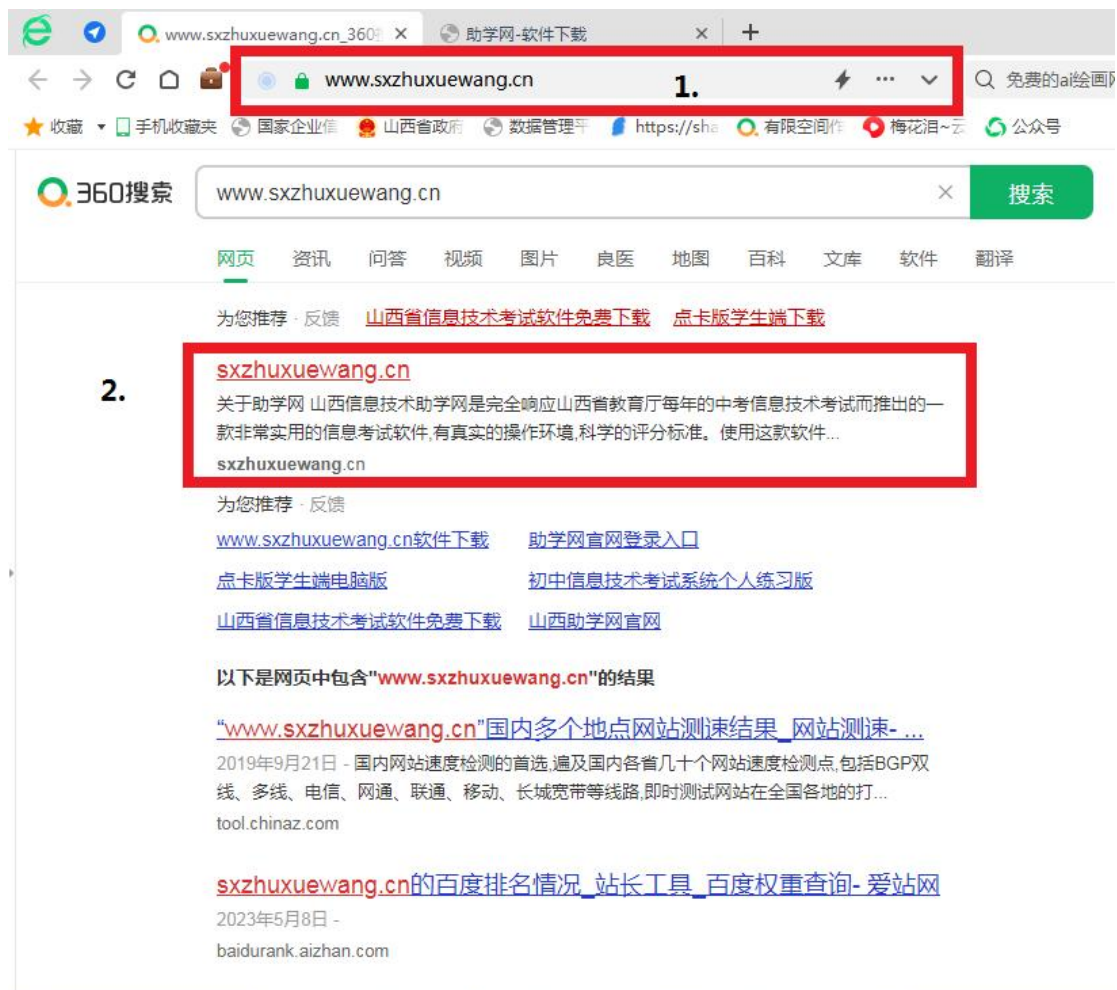 www.sxzhuxuewang.cn_360
助学网-软件下载
www.sxzhuxuewang.cn
1.
免费的ai绘画
收藏 手机收藏夹 国家企业信 山西省政府 数据管理平 https://sha 有限空间作 梅花泪~云 公众号
360搜索
www.sxzhuxuewang.cn
搜索
网页 资讯 问答 视频 图片 良医 地图 百科 文库 软件 翻译
为您推荐 · 反馈 山西省信息技术考试软件免费下载 点卡版学生端下载
2.
sxzhuxuewang.cn
关于助学网 山西信息技术助学网是完全响应山西省教育厅每年的中考信息技术考试而推出的一
款非常实用的信息考试软件,有真实的操作环境,科学的评分标准。使用这款软件...
sxzhuxuewang.cn
为您推荐 · 反馈
www.sxzhuxuewang.cn软件下载 助学网官网登录入口
点卡版学生端电脑版 初中信息技术考试系统个人练习版
山西省信息技术考试软件免费下载 山西助学网官网
以下是网页中包含"www.sxzhuxuewang.cn"的结果
“www.sxzhuxuewang.cn”国内多个地点网站测速结果_网站测速- ...
2019年9月21日 - 国内网站速度检测的首选,遍及国内各省几十个网站速度检测点,包括BGP双
线、多线、电信、网通、联通、移动、长城宽带等线路,即时测试网站在全国各地的打...
tool.chinaz.com
sxzhuxuewang.cn的百度排名情况_站长工具_百度权重查询- 爱站网
2023年5月8日 -
baidurank.aizhan.com